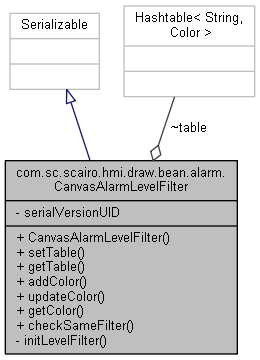 Serializable
Hashtable< String,
Color >
~table
com.sc.scairo.hmi.draw.bean.alarm.
CanvasAlarmLevelFilter
- serialVersionUID
+ CanvasAlarmLevelFilter()
+ setTable()
+ getTable()
+ addColor()
+ updateColor()
+ getColor()
+ checkSameFilter()
- initLevelFilter()